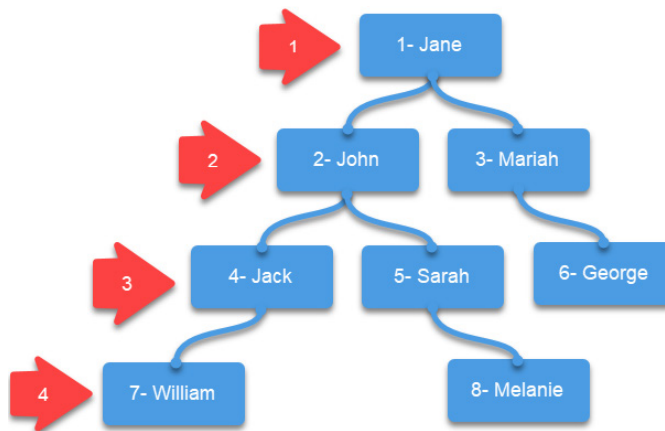 1
1- Jane
2
2- John
3- Mariah
3
4- Jack
5- Sarah
6- George
4
7- William
8- Melanie